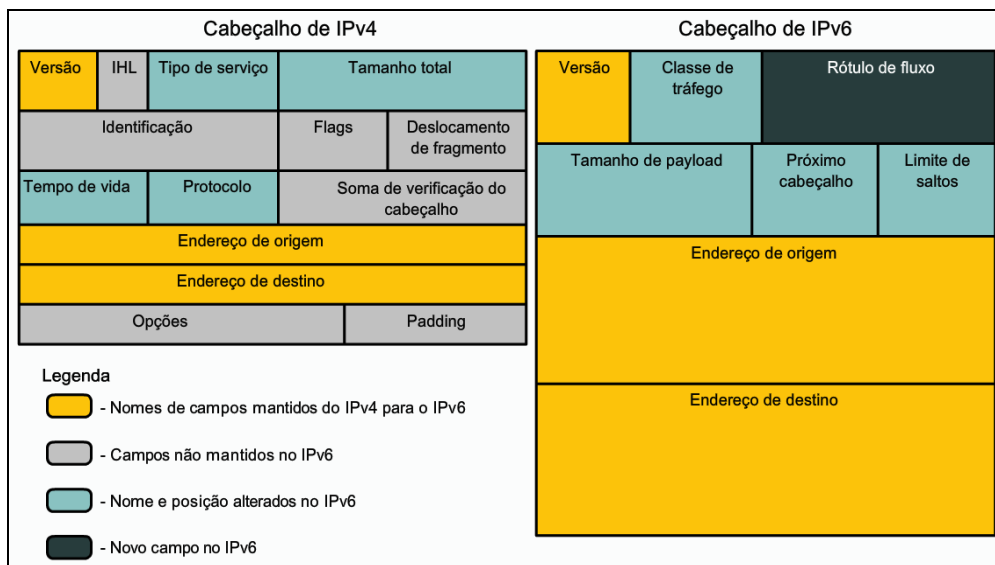 Cabeçalho de IPv4
Versão
IHL
Tipo de serviço
Tamanho total
Identificação
Flags
Deslocamento
de fragmento
Tempo de vida
Protocolo
Soma de verificação do
cabeçalho
Endereço de origem
Endereço de destino
Opções
Padding
Legenda
- Nomes de campos mantidos do IPv4 para o IPv6
- Campos não mantidos no IPv6
- Nome e posição alterados no IPv6
- Novo campo no IPv6
Cabeçalho de IPv6
Versão
Classe de
tráfego
Rótulo de fluxo
Tamanho de payload
Próximo
cabeçalho
Limite de
saltos
Endereço de origem
Endereço de destino